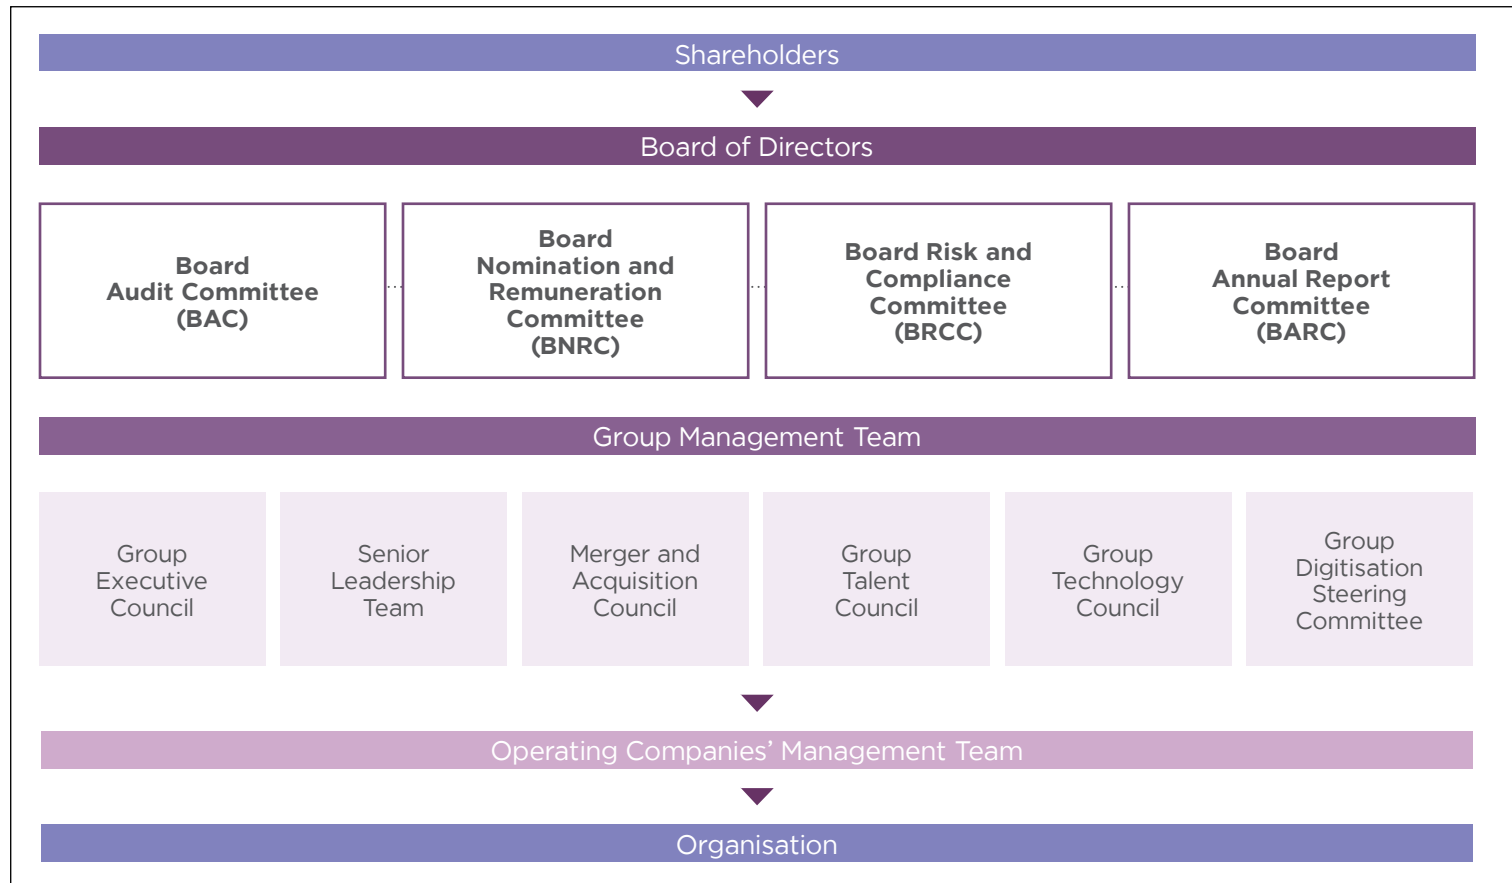 Shareholders
Board of Directors
Board
Audit Committee
(BAC)
Board
Nomination and
Remuneration
Committee
(BNRC)
Board Risk and
Compliance
Committee
(BRCC)
Board
Annual Report
Committee
(BARC)
Group Management Team
Group
Executive
Council
Senior
Leadership
Team
Merger and
Acquisition
Council
Group
Talent
Council
Group
Technology
Council
Group
Digitisation
Steering
Committee
Operating Companies’ Management Team
Organisation